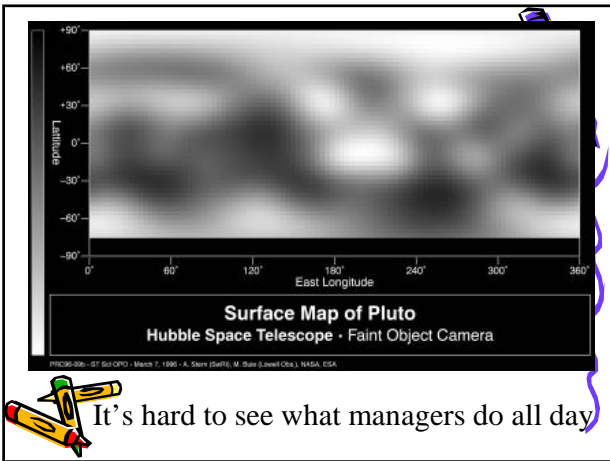 +90°
+60°
+30°
0°
−30°
−60°
−90°
Lattitude
0° 60° 120° 180° 240° 300° 360°
East Longitude
Surface Map of Pluto
Hubble Space Telescope · Faint Object Camera
PRC96-09b · ST ScI OPO · March 7, 1996 · A. Stern (SwRI), M. Buie (Lowell Obs.), NASA, ESA
It's hard to see what managers do all day